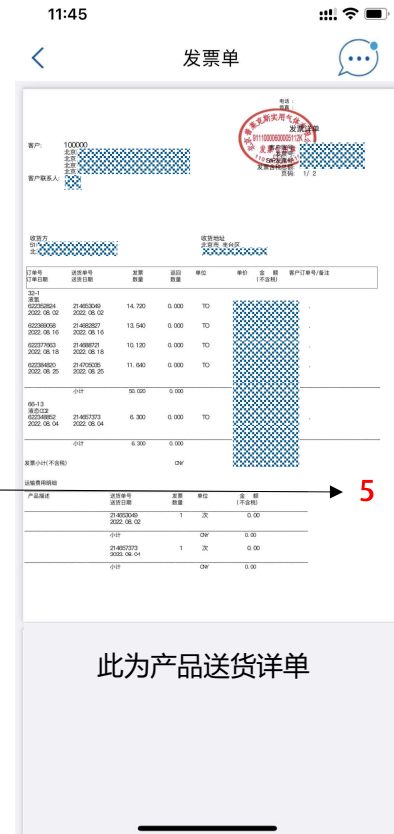 11:45
发票单
电话：
发票详单
91110000600005112K
页码: 1/ 2
客户: 100000
北京
北京
北京
客户联系人:
收货方 收货地址
北京市 丰台区
订单号 送货单号 发票 返回 单位 单价 金 额 客户订单号/备注
订单日期 送货日期 数量 数量 (不含税)
32-1
液氩
622352824 214653049 14.720 0.000 TO
2022.08.02 2022.08.02
622369058 214682827 13.540 0.000 TO
2022.08.16 2022.08.16
622377663 214688721 10.120 0.000 TO
2022.08.18 2022.08.18
622384820 214705035 11.640 0.000 TO
2022.08.25 2022.08.25
小计 50.020 0.000
66-13
液态CO2
622348852 214657373 6.300 0.000 TO
2022.08.04 2022.08.04
小计 6.300 0.000
发票小计(不含税) CNY
运输费用明细
5
产品描述 送货单号 发票 单位 金 额
送货日期 数量 (不含税)
214653049 1 次 0.00
2022.08.02
小计 CNY 0.00
214657373 1 次 0.00
2022.08.04
小计 CNY 0.00
此为产品送货详单